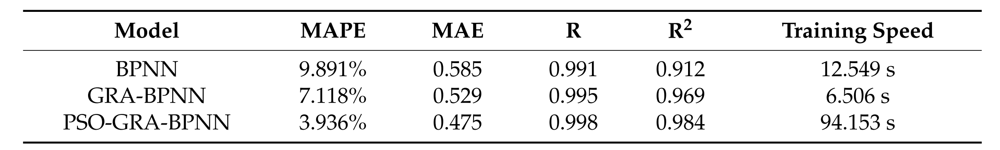 Model MAPE MAE R R² Training Speed
BPNN 9.891% 0.585 0.991 0.912 12.549 s
GRA-BPNN 7.118% 0.529 0.995 0.969 6.506 s
PSO-GRA-BPNN 3.936% 0.475 0.998 0.984 94.153 s